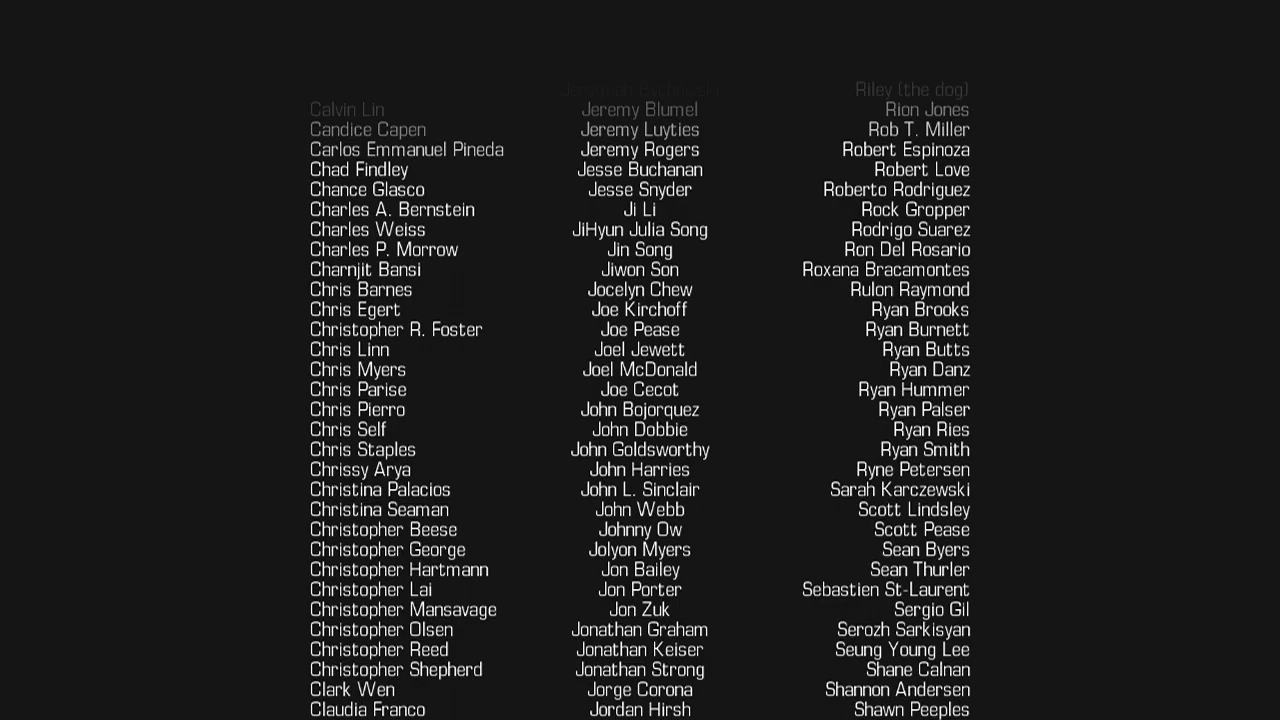 Riley (the dog)
Calvin Lin Jeremy Blumel Rion Jones
Candice Capen Jeremy Luyties Rob T. Miller
Carlos Emmanuel Pineda Jeremy Rogers Robert Espinoza
Chad Findley Jesse Buchanan Robert Love
Chance Glasco Jesse Snyder Roberto Rodriguez
Charles A. Bernstein Ji Li Rock Gropper
Charles Weiss JiHyun Julia Song Rodrigo Suarez
Charles P. Morrow Jin Song Ron Del Rosario
Charnjit Bansi Jiwon Son Roxana Bracamontes
Chris Barnes Jocelyn Chew Rulon Raymond
Chris Egert Joe Kirchoff Ryan Brooks
Christopher R. Foster Joe Pease Ryan Burnett
Chris Linn Joel Jewett Ryan Butts
Chris Myers Joel McDonald Ryan Danz
Chris Parise Joe Cecot Ryan Hummer
Chris Pierro John Bojorquez Ryan Palser
Chris Self John Dobbie Ryan Ries
Chris Staples John Goldsworthy Ryan Smith
Chrissy Arya John Harries Ryne Petersen
Christina Palacios John L. Sinclair Sarah Karczewski
Christina Seaman John Webb Scott Lindsley
Christopher Beese Johnny Ow Scott Pease
Christopher George Jolyon Myers Sean Byers
Christopher Hartmann Jon Bailey Sean Thurler
Christopher Lai Jon Porter Sebastien St-Laurent
Christopher Mansavage Jon Zuk Sergio Gil
Christopher Olsen Jonathan Graham Serozh Sarkisyan
Christopher Reed Jonathan Keiser Seung Young Lee
Christopher Shepherd Jonathan Strong Shane Calnan
Clark Wen Jorge Corona Shannon Andersen
Claudia Franco Jordan Hirsh Shawn Peeples